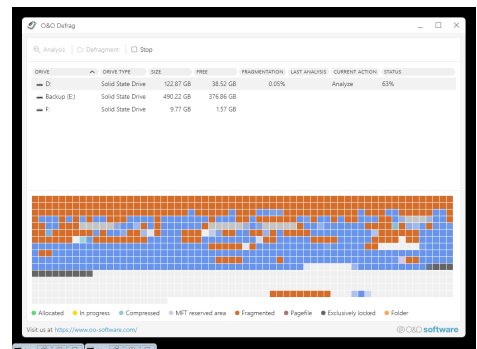 O&O Defrag
Analysis Defragment Stop
DRIVE DRIVE TYPE SIZE FREE FRAGMENTATION LAST ANALYSIS CURRENT ACTION STATUS
D: Solid State Drive 122.87 GB 38.52 GB 0.05% Analyze 63%
Backup (E:) Solid State Drive 490.22 GB 376.86 GB
F: Solid State Drive 9.77 GB 1.57 GB
Allocated In progress Compressed MFT reserved area Fragmented Pagefile Exclusively locked Folder
Visit us at https://www.oo-software.com/ O&O software